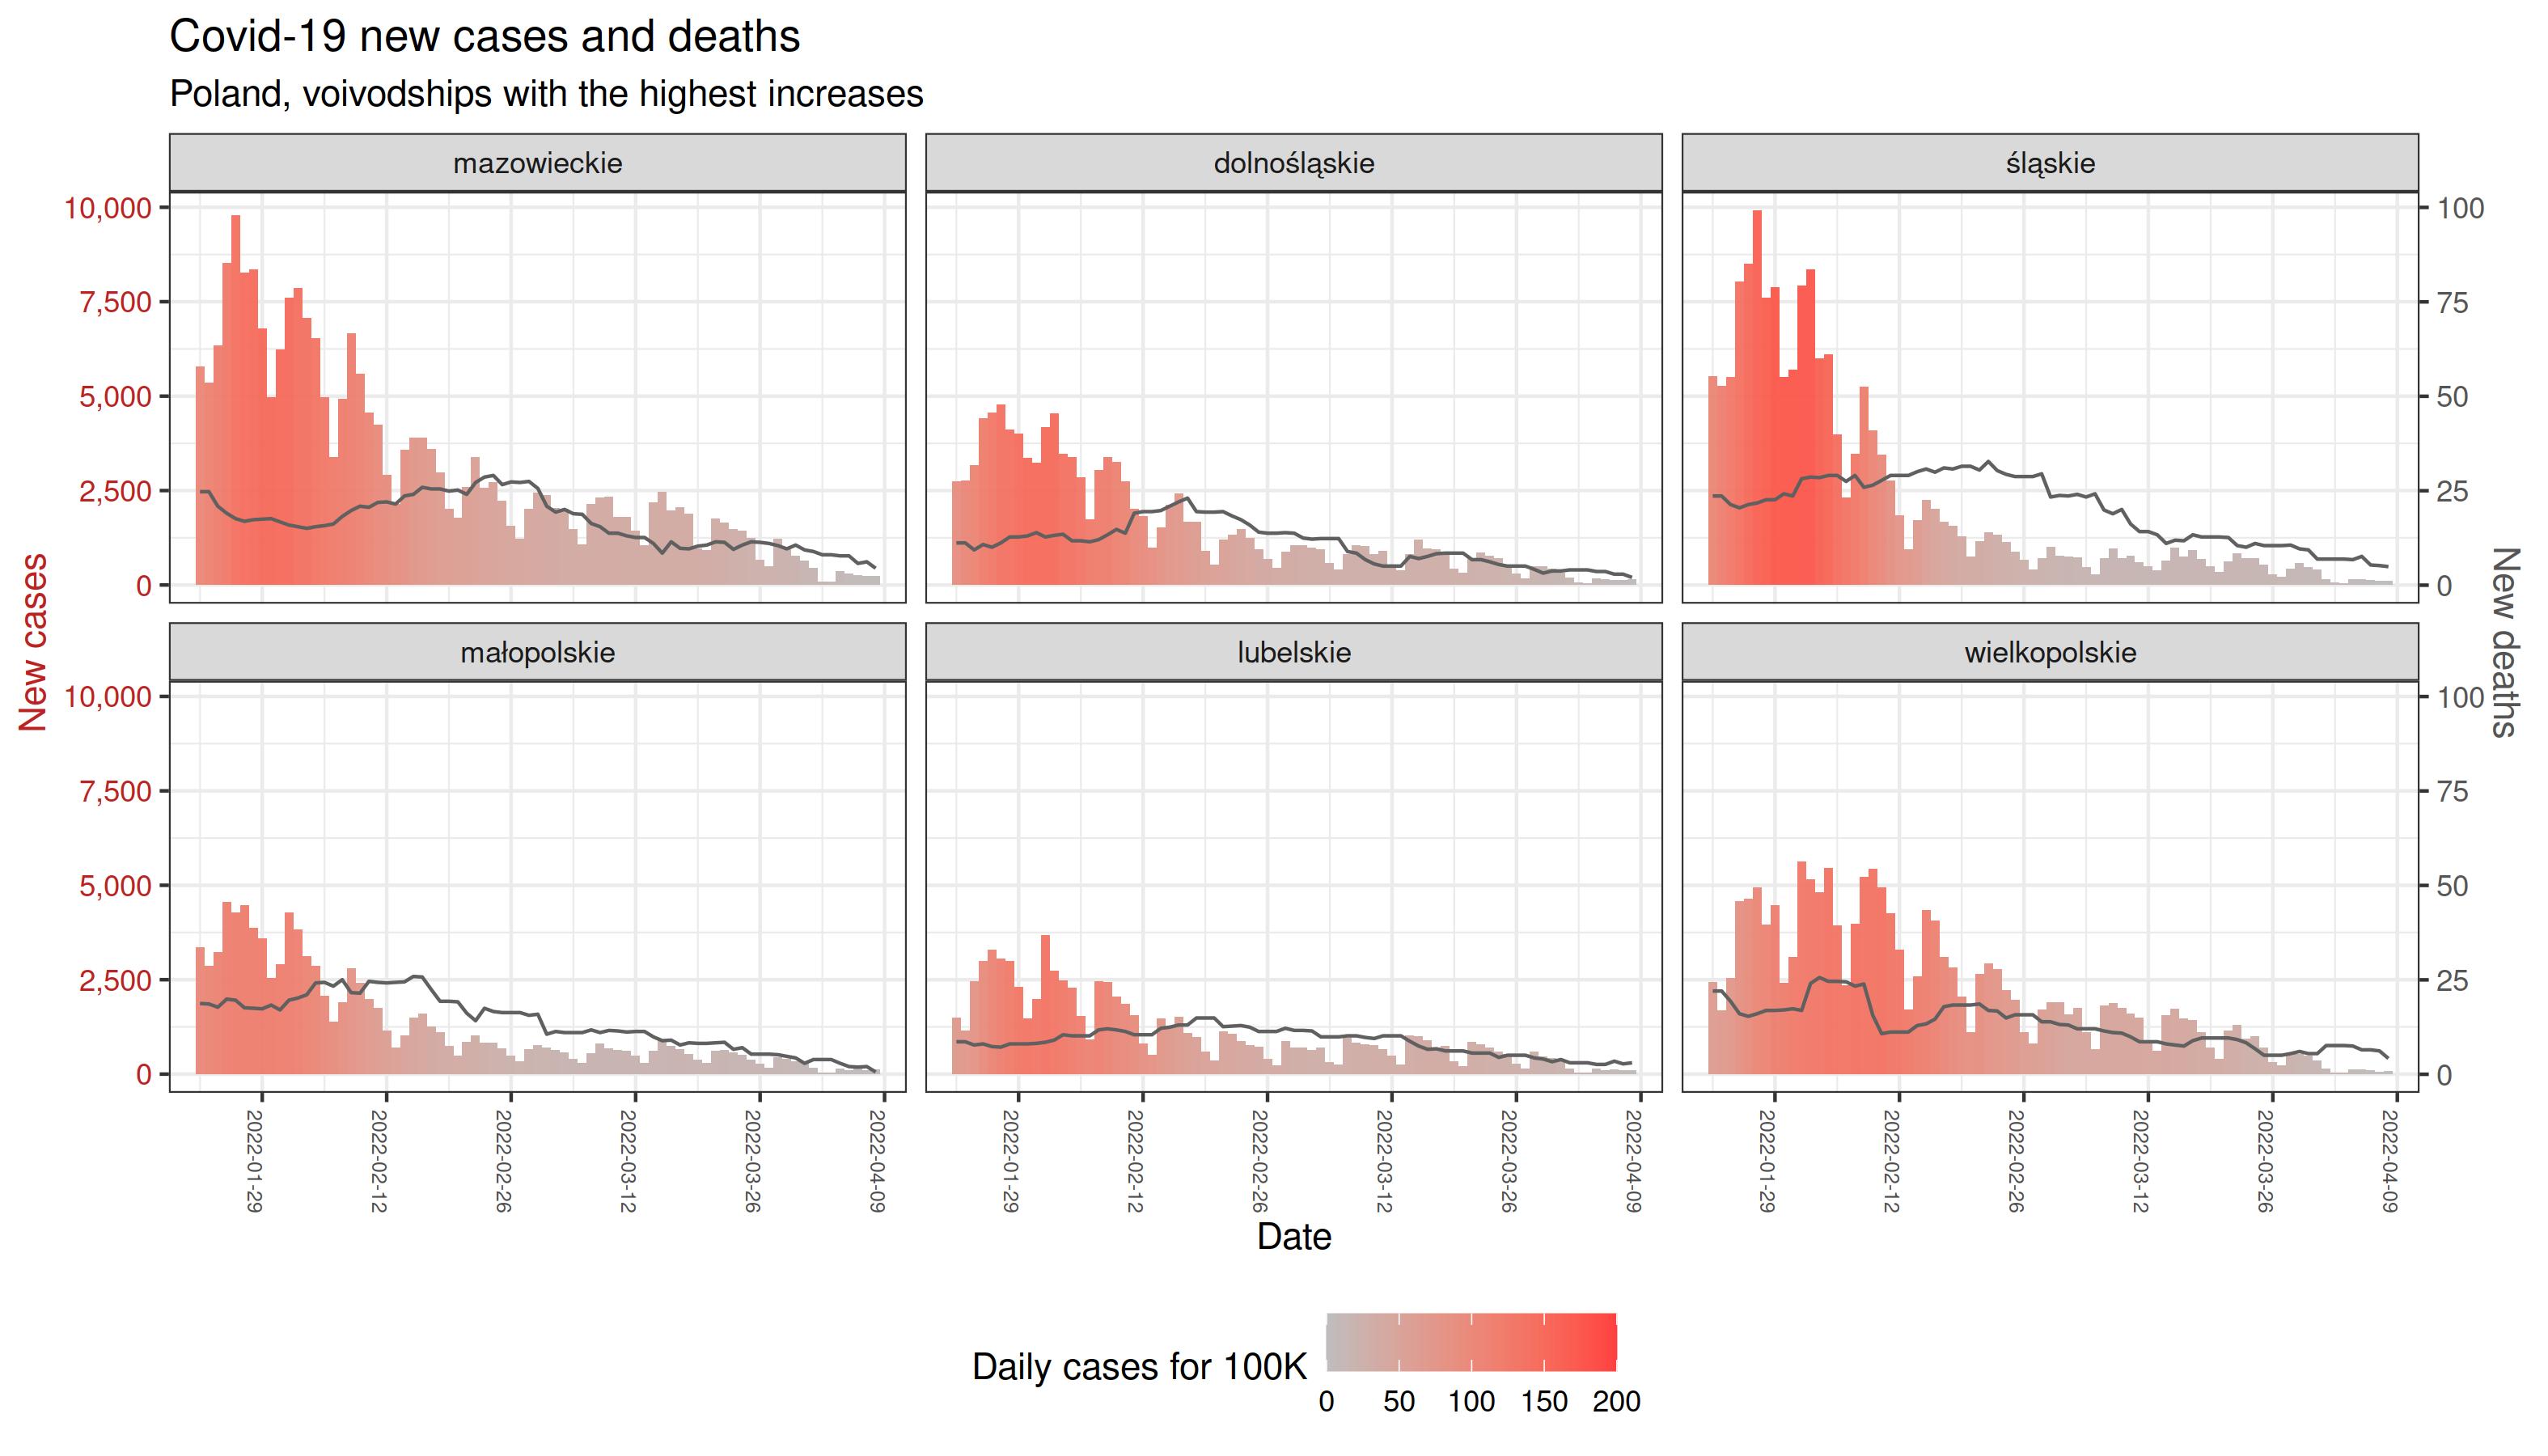 Covid-19 new cases and deaths
Poland, voivodships with the highest increases
mazowieckie
dolnośląskie
śląskie
10,000
7,500
5,000
2,500
0
100
75
50
25
0
New cases
New deaths
małopolskie
lubelskie
wielkopolskie
10,000
7,500
5,000
2,500
0
100
75
50
25
0
2022-01-29
2022-02-12
2022-02-26
2022-03-12
2022-03-26
2022-04-09
2022-01-29
2022-02-12
2022-02-26
2022-03-12
2022-03-26
2022-04-09
2022-01-29
2022-02-12
2022-02-26
2022-03-12
2022-03-26
2022-04-09
Date
Daily cases for 100K
0 50 100 150 200